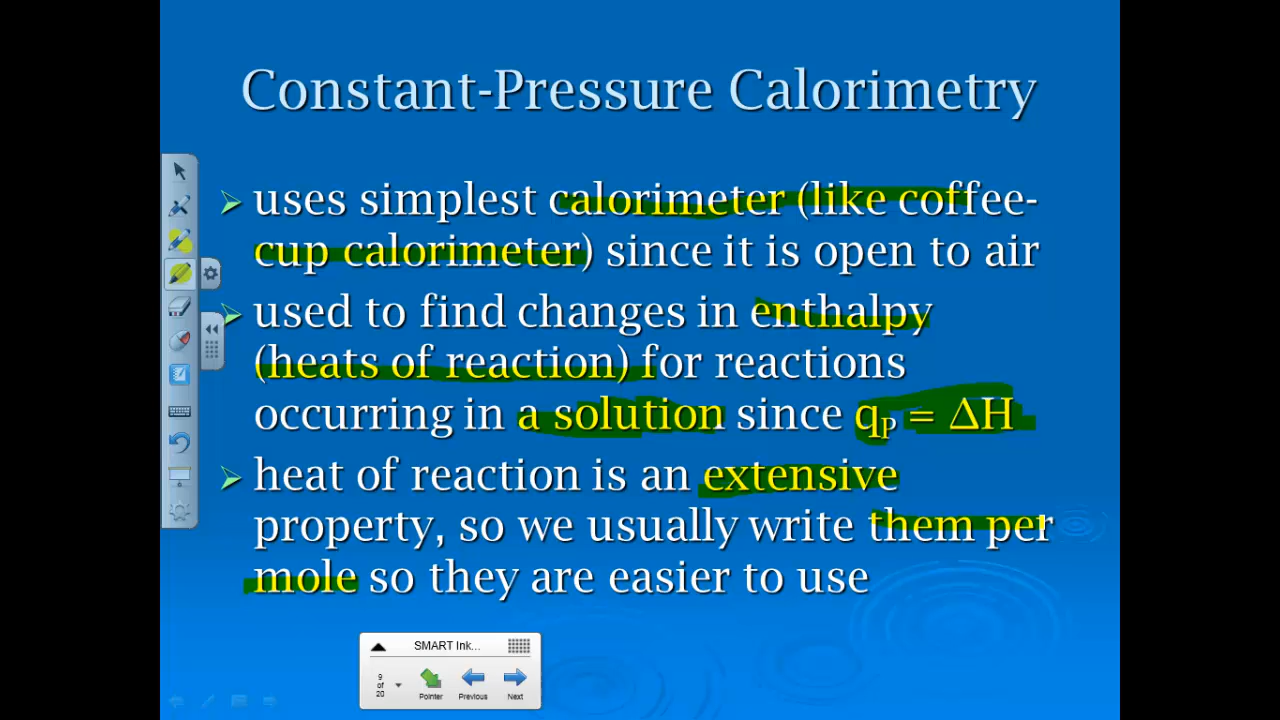 Constant-Pressure Calorimetry
uses simplest calorimeter (like coffee-
cup calorimeter) since it is open to air
used to find changes in enthalpy
(heats of reaction) for reactions
occurring in a solution since qP = ΔH
heat of reaction is an extensive
property, so we usually write them per
mole so they are easier to use
SMART Ink...
9
of
20
Pointer Previous Next